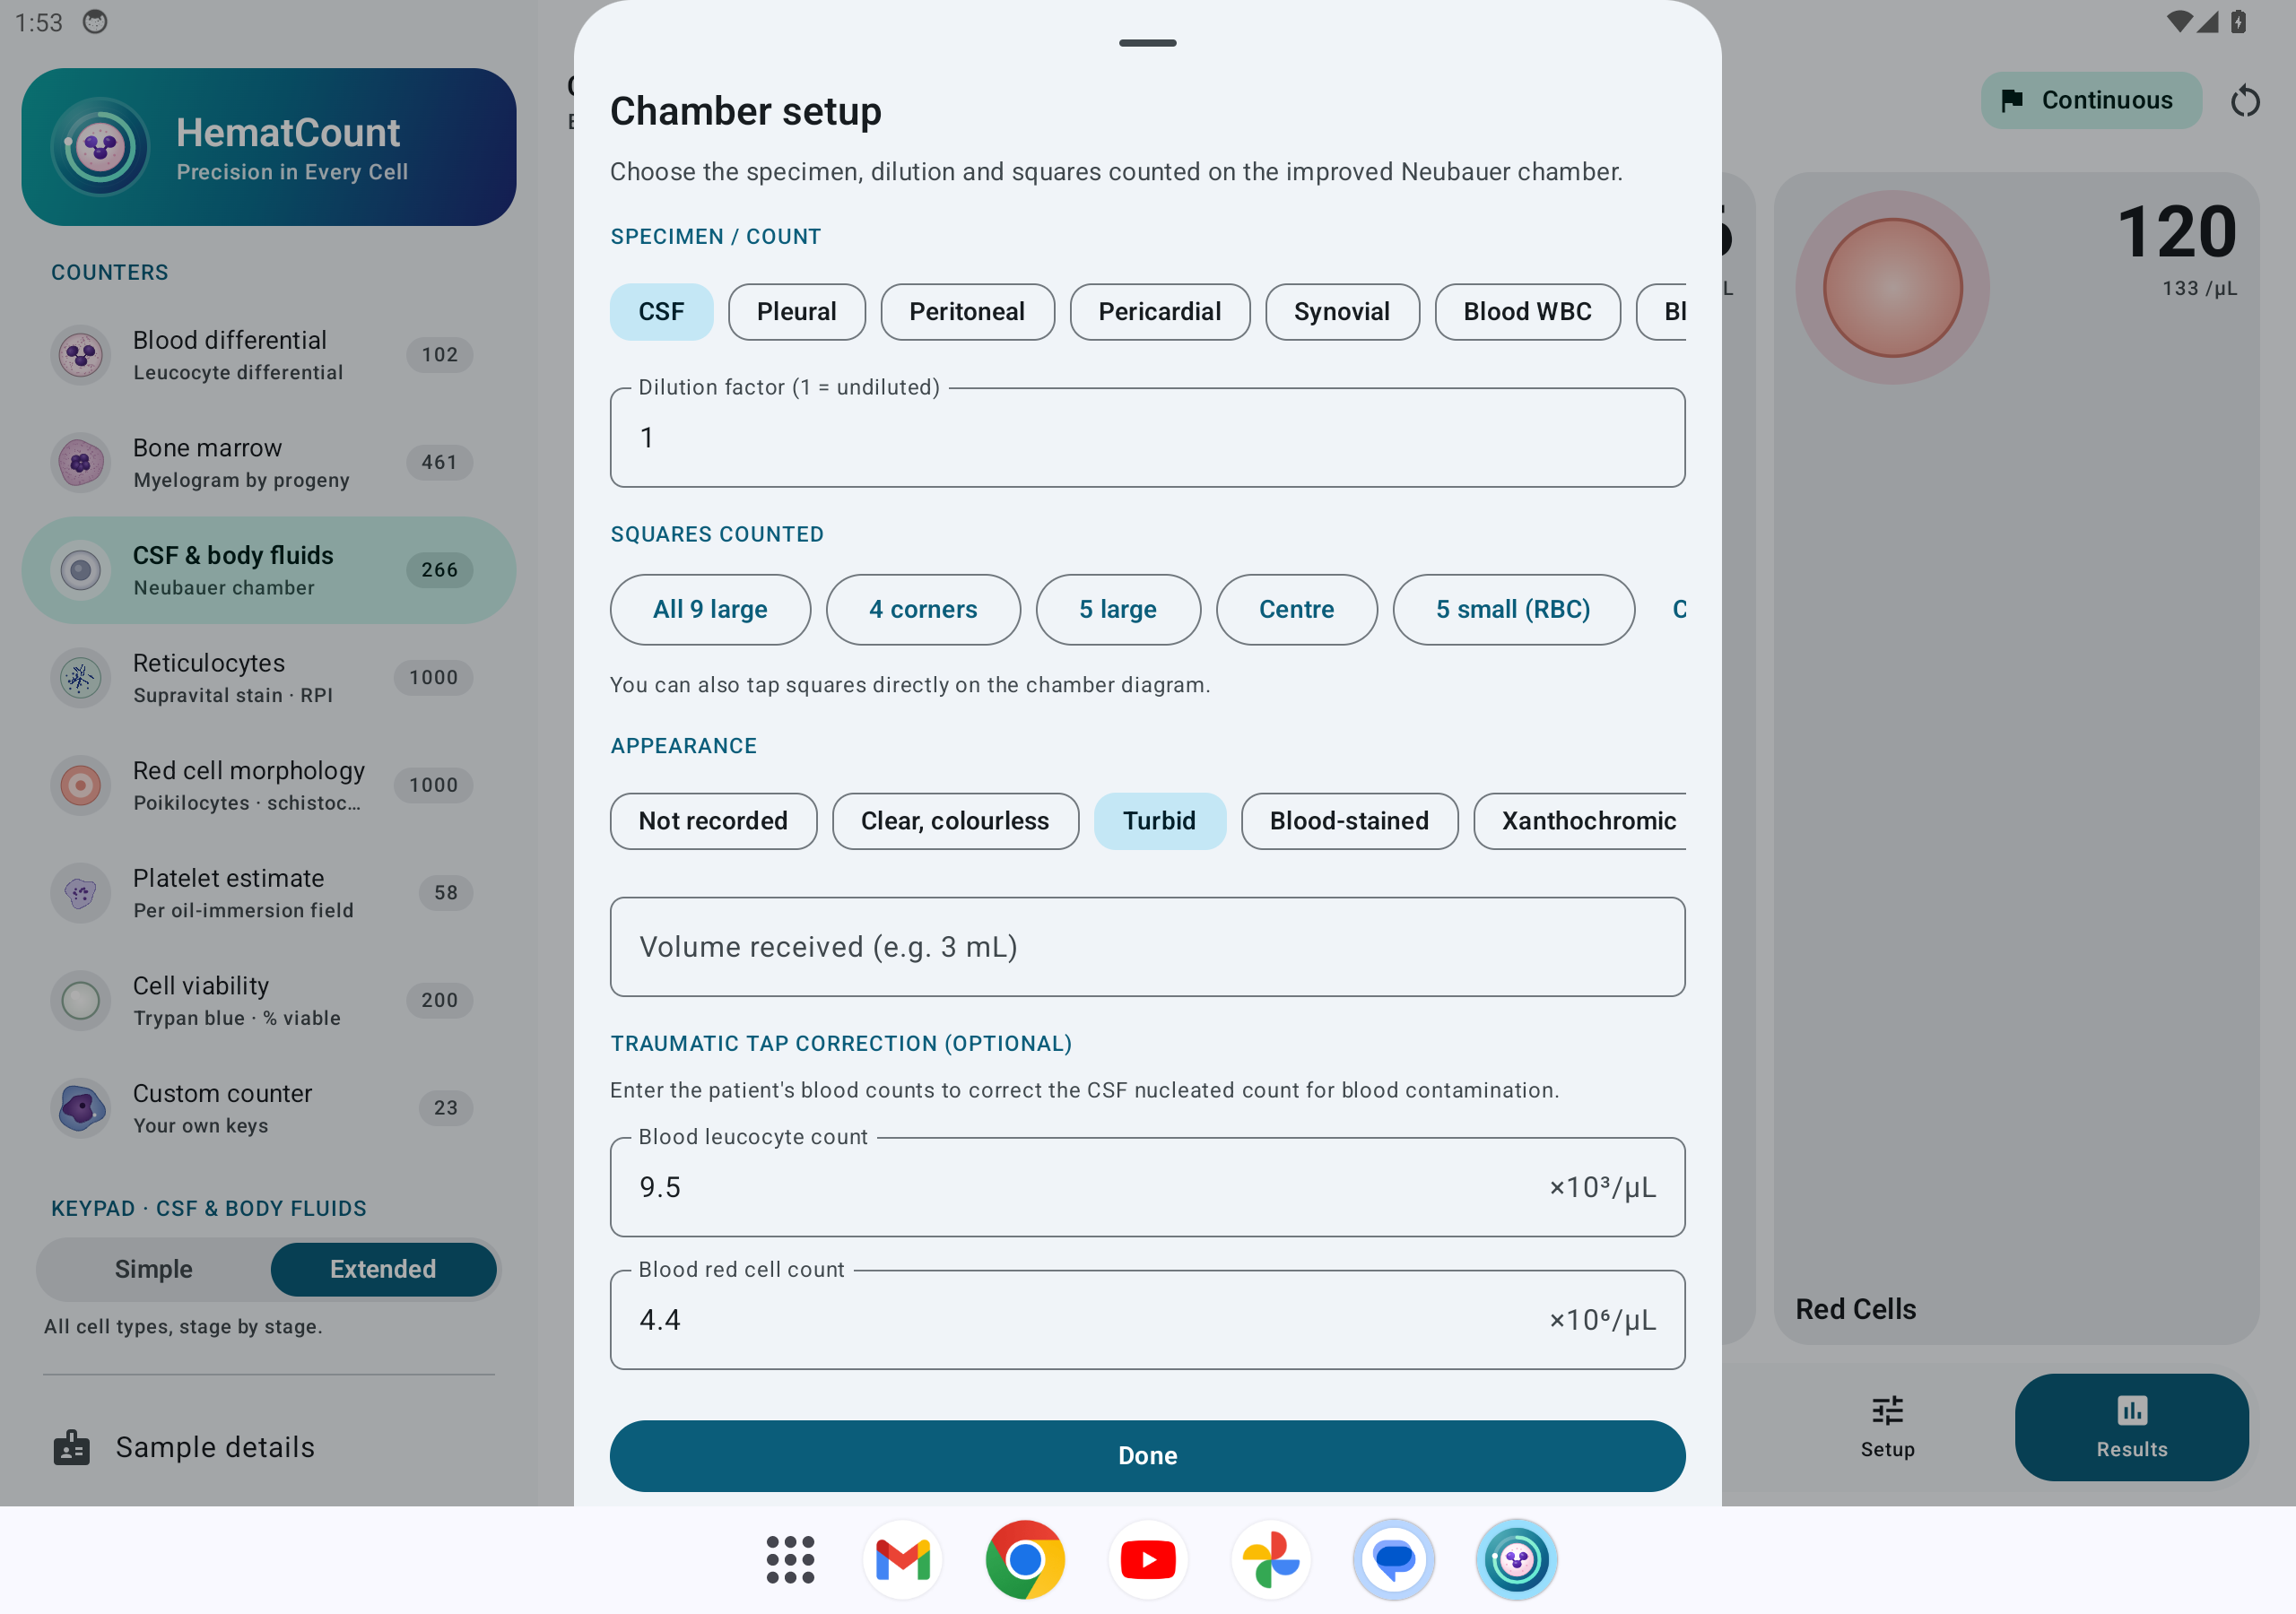 1:53
HematCount
Precision in Every Cell
COUNTERS
Blood differential
Leucocyte differential
102
Bone marrow
Myelogram by progeny
461
CSF & body fluids
Neubauer chamber
266
Reticulocytes
Supravital stain · RPI
1000
Red cell morphology
Poikilocytes · schistoc…
1000
Platelet estimate
Per oil-immersion field
58
Cell viability
Trypan blue · % viable
200
Custom counter
Your own keys
23
KEYPAD · CSF & BODY FLUIDS
Simple Extended
All cell types, stage by stage.
Sample details
Chamber setup
Choose the specimen, dilution and squares counted on the improved Neubauer chamber.
SPECIMEN / COUNT
CSF Pleural Peritoneal Pericardial Synovial Blood WBC Bl
Dilution factor (1 = undiluted)
1
SQUARES COUNTED
All 9 large 4 corners 5 large Centre 5 small (RBC) C
You can also tap squares directly on the chamber diagram.
APPEARANCE
Not recorded Clear, colourless Turbid Blood-stained Xanthochromic
Volume received (e.g. 3 mL)
TRAUMATIC TAP CORRECTION (OPTIONAL)
Enter the patient's blood counts to correct the CSF nucleated count for blood contamination.
Blood leucocyte count
9.5 ×10³/µL
Blood red cell count
4.4 ×10⁶/µL
Done
Continuous
120
133 /µL
Red Cells
Setup
Results